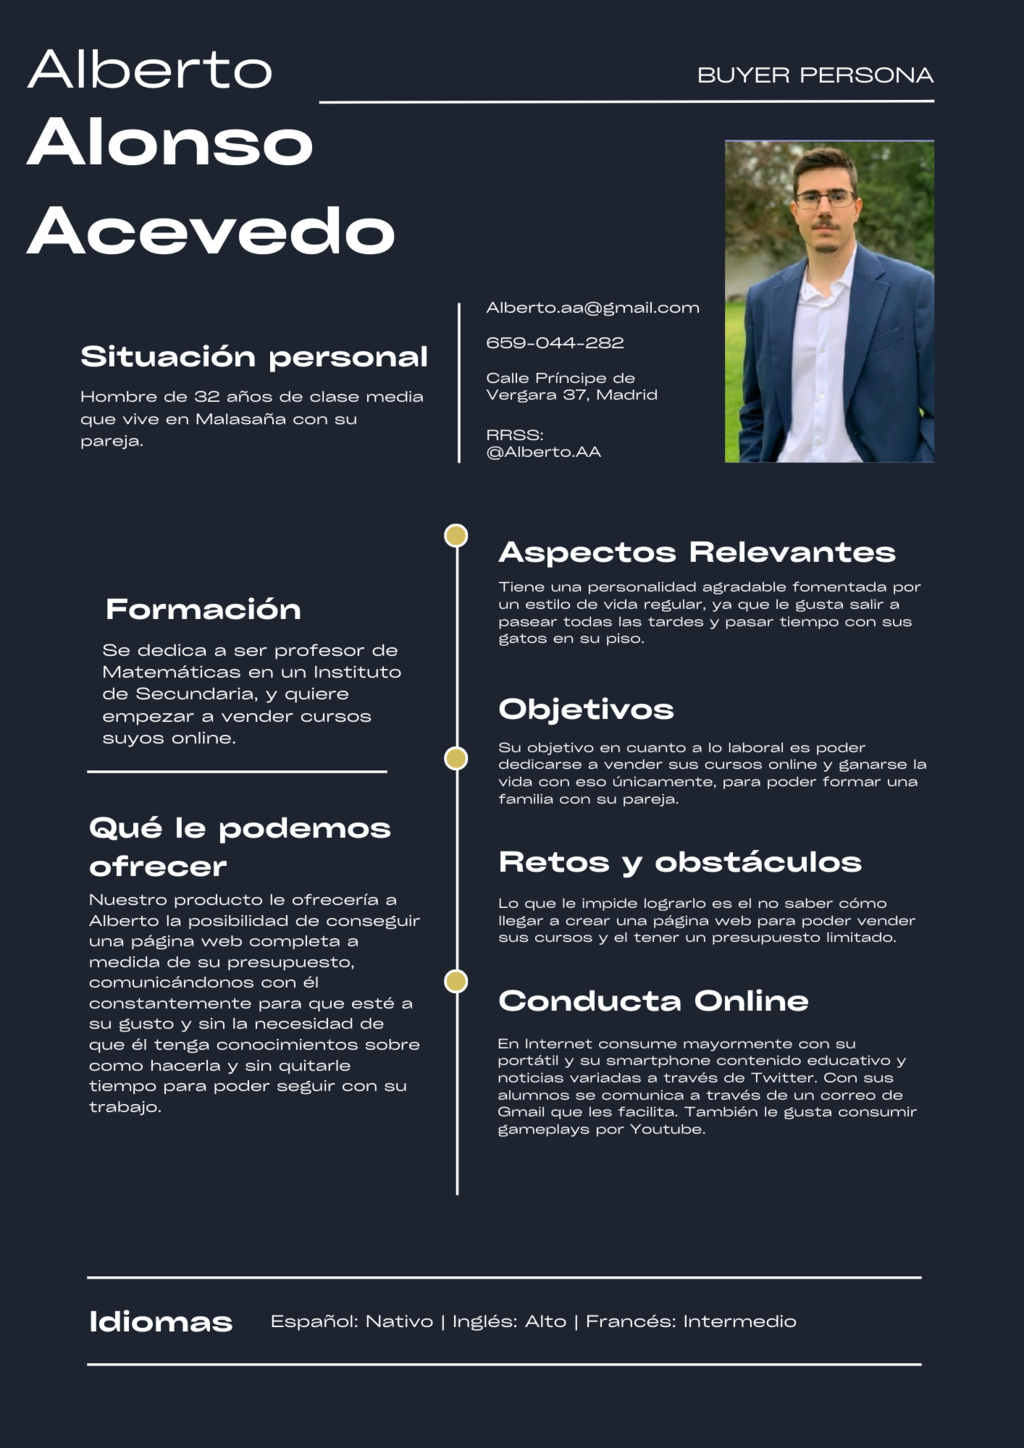 Alberto
BUYER PERSONA
Alonso
Acevedo
Situación personal
Hombre de 32 años de clase media
que vive en Malasaña con su
pareja.
Alberto.aa@gmail.com
659-044-282
Calle Príncipe de
Vergara 37, Madrid
RRSS:
@Alberto.AA
Formación
Se dedica a ser profesor de
Matemáticas en un Instituto
de Secundaria, y quiere
empezar a vender cursos
suyos online.
Qué le podemos
ofrecer
Nuestro producto le ofrecería a
Alberto la posibilidad de conseguir
una página web completa a
medida de su presupuesto,
comunicándonos con él
constantemente para que esté a
su gusto y sin la necesidad de
que él tenga conocimientos sobre
como hacerla y sin quitarle
tiempo para poder seguir con su
trabajo.
Aspectos Relevantes
Tiene una personalidad agradable fomentada por
un estilo de vida regular, ya que le gusta salir a
pasear todas las tardes y pasar tiempo con sus
gatos en su piso.
Objetivos
Su objetivo en cuanto a lo laboral es poder
dedicarse a vender sus cursos online y ganarse la
vida con eso únicamente, para poder formar una
familia con su pareja.
Retos y obstáculos
Lo que le impide lograrlo es el no saber cómo
llegar a crear una página web para poder vender
sus cursos y el tener un presupuesto limitado.
Conducta Online
En Internet consume mayormente con su
portátil y su smartphone contenido educativo y
noticias variadas a través de Twitter. Con sus
alumnos se comunica a través de un correo de
Gmail que les facilita. También le gusta consumir
gameplays por Youtube.
Idiomas
Español: Nativo | Inglés: Alto | Francés: Intermedio